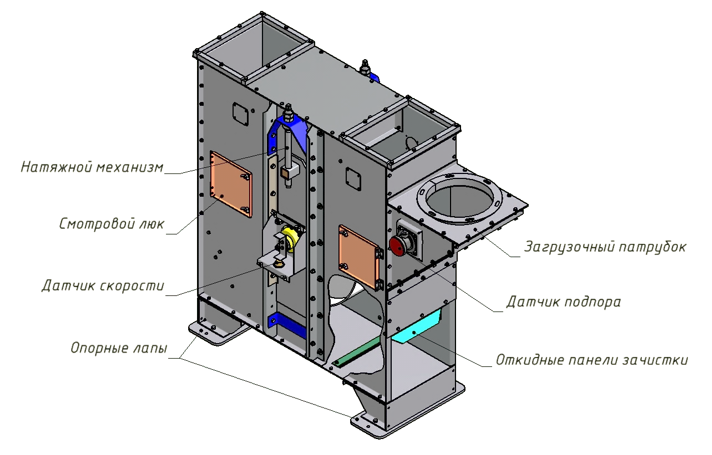 Натяжной механизм
Смотровой люк
Датчик скорости
Опорные лапы
Загрузочный патрубок
Датчик подпора
Откидные панели зачистки